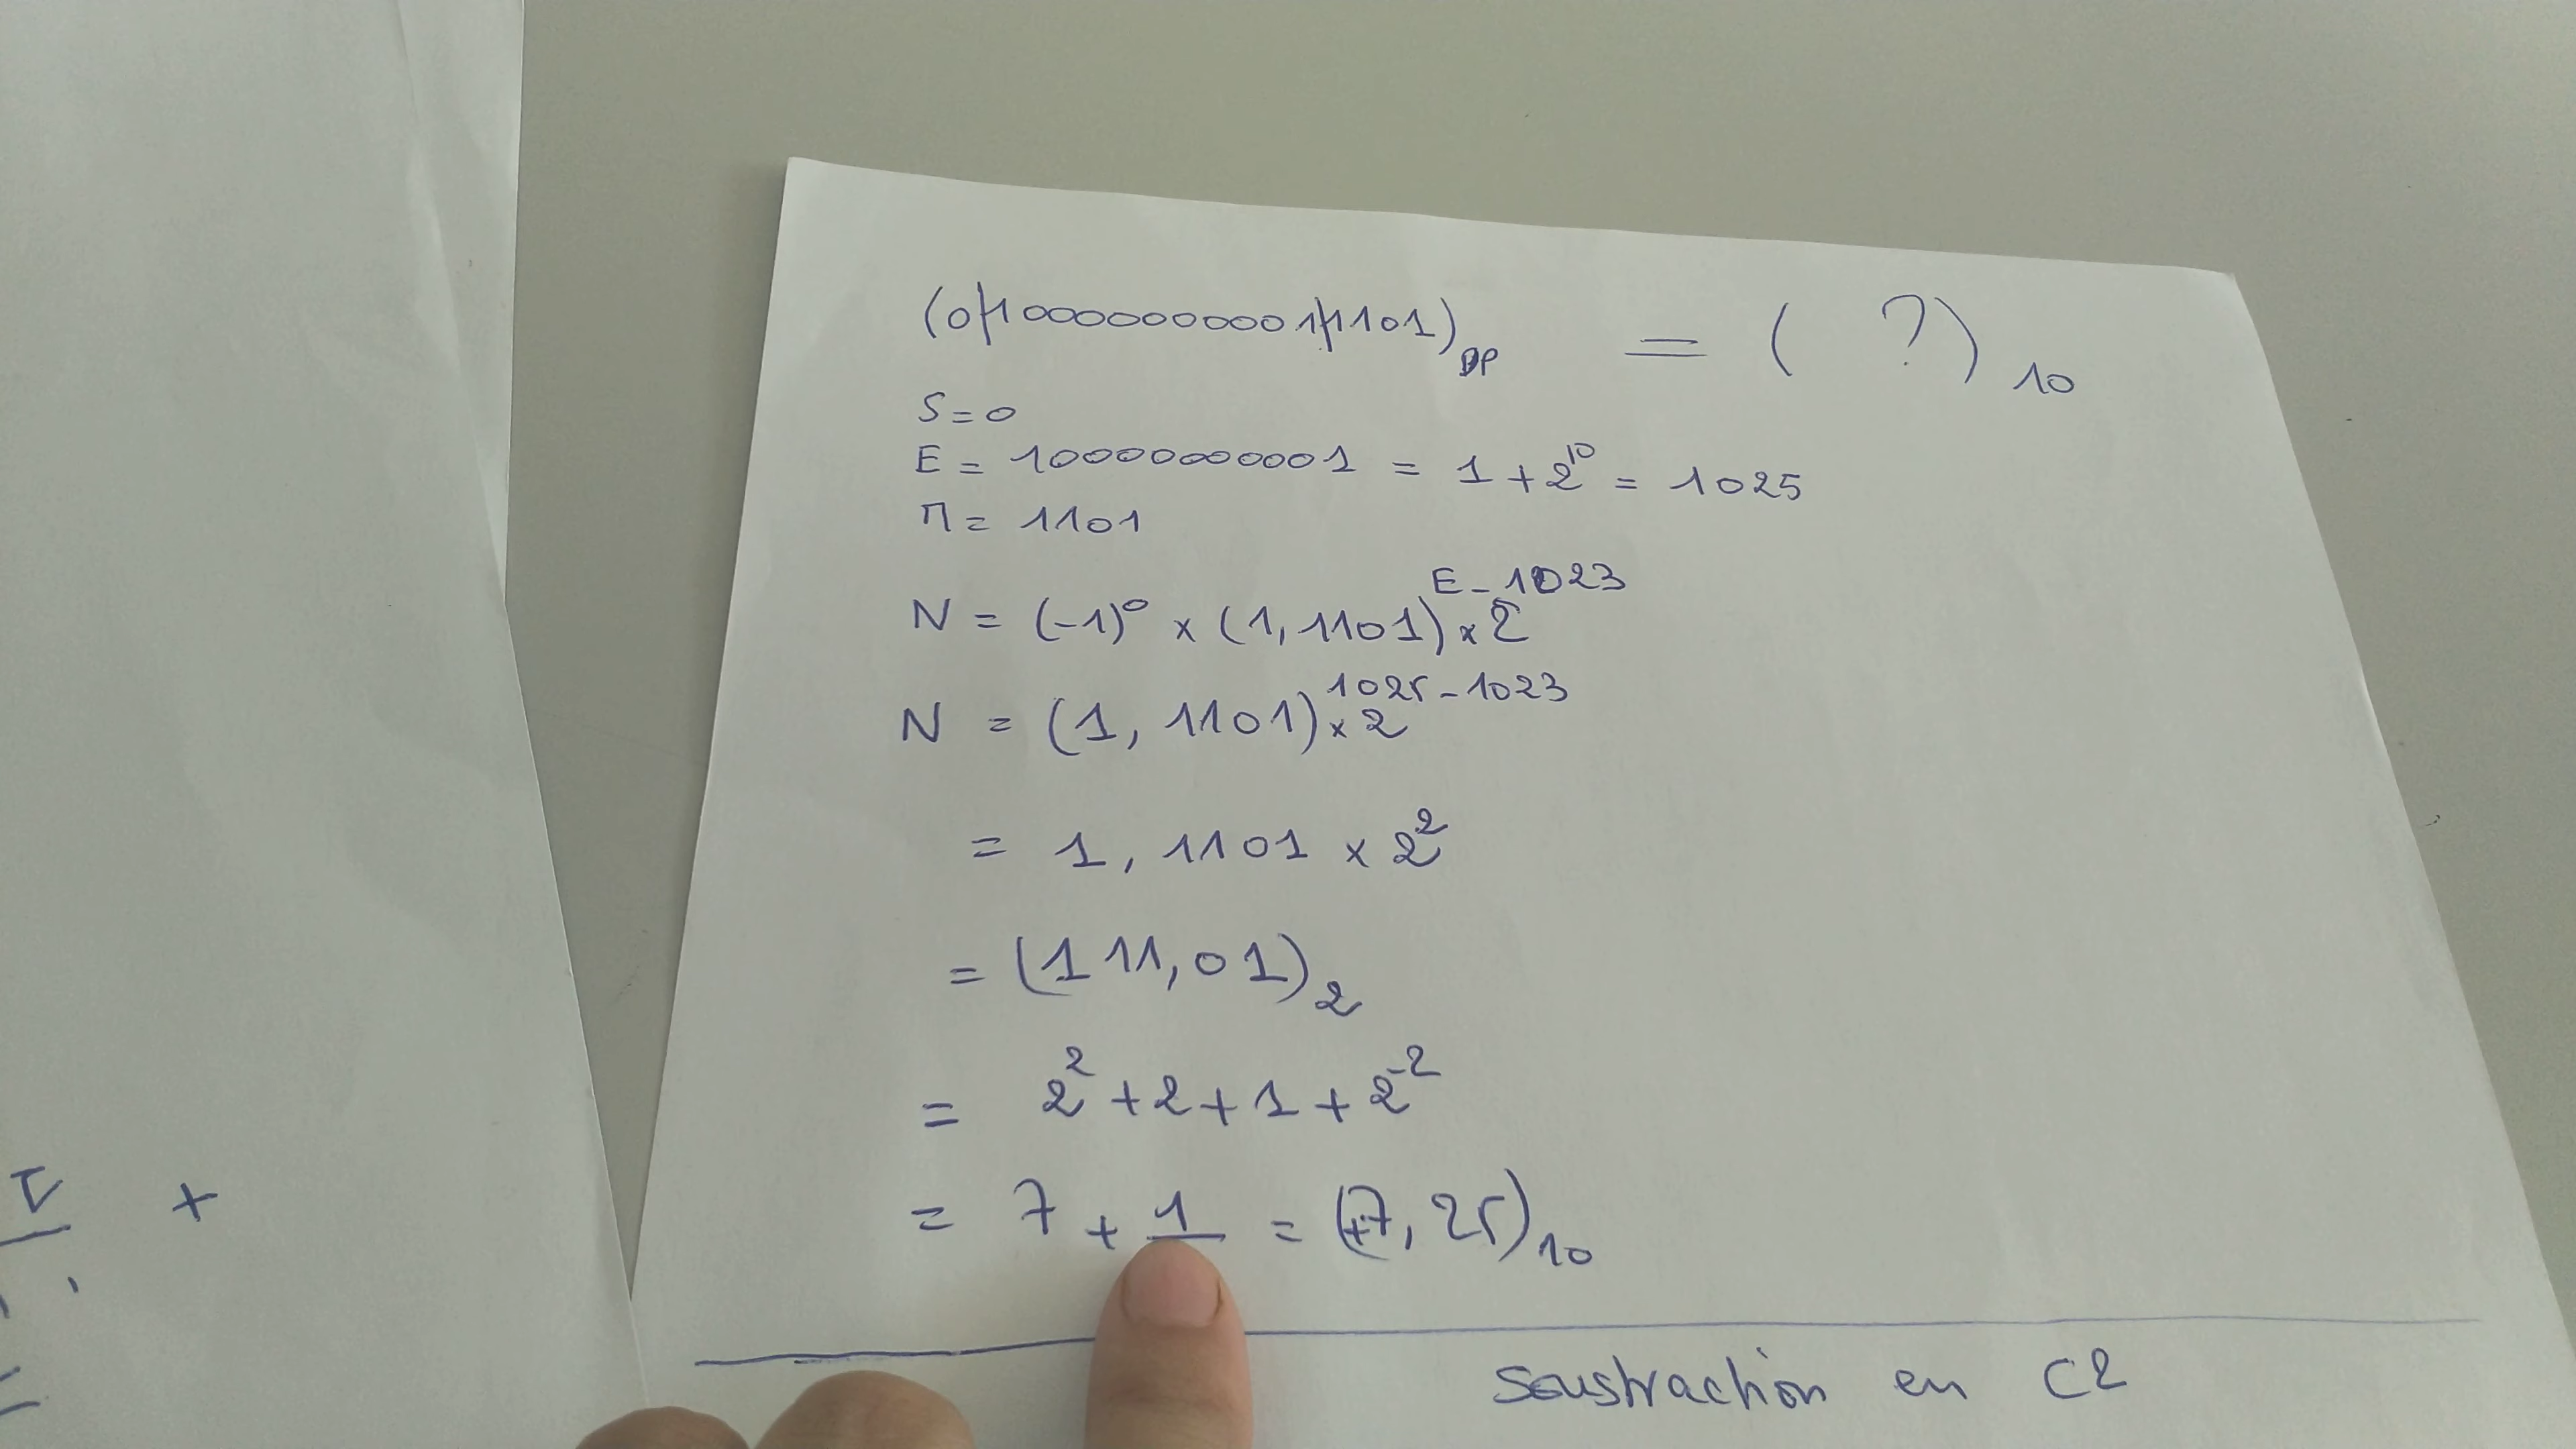 (0|10000000001|1101)DP = ( ? )10
S = 0
E = 10000000001 = 1 + 2^10 = 1025
M = 1101
N = (-1)^0 x (1,1101) x 2^E-1023
N = (1,1101) x 2^1025-1023
= 1,1101 x 2^2
= (111,01)2
= 2^2 + 2 + 1 + 2^-2
= 7 + 1 = (+7,25)10
Soustraction en C2
+